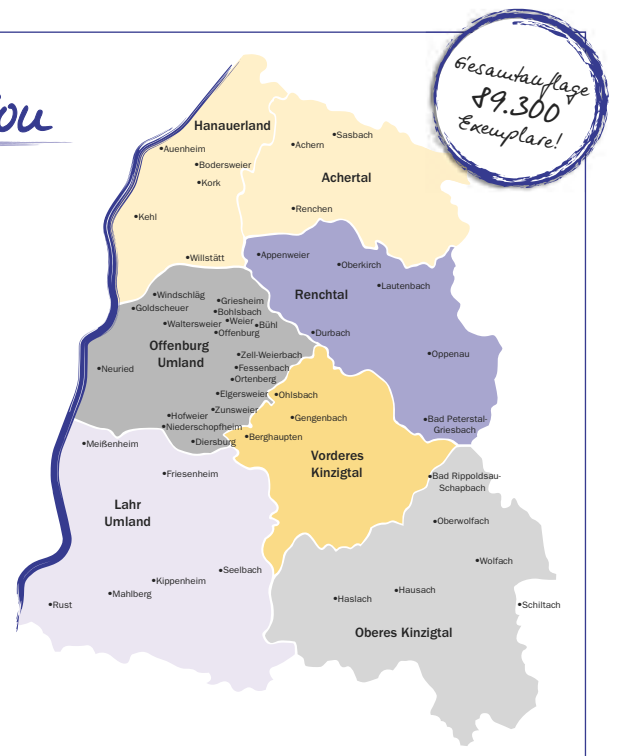 Gesamtauflage
89.300
Exemplare!
Hanauerland
•Auenheim
•Bodersweier
•Kork
•Kehl
•Willstätt
•Sasbach
•Achern
Achertal
•Renchen
•Appenweier
•Oberkirch
•Lautenbach
Renchtal
•Durbach
•Oppenau
•Bad Peterstal-
Griesbach
•Windschläg
•Goldscheuer
•Griesheim
•Bohlsbach
•Weier
•Bühl
•Waltersweier
•Offenburg
Offenburg
Umland
•Zell-Weierbach
•Fessenbach
•Ortenberg
•Neuried
•Elgersweier
•Zunsweier
•Hofweier
•Niederschopfheim
•Diersburg
•Ohlsbach
•Gengenbach
•Berghaupten
Vorderes
Kinzigtal
•Meißenheim
•Friesenheim
Lahr
Umland
•Seelbach
•Kippenheim
•Mahlberg
•Rust
•Bad Rippoldsau-
Schapbach
•Oberwolfach
•Wolfach
•Hausach
•Haslach
•Schiltach
Oberes Kinzigtal